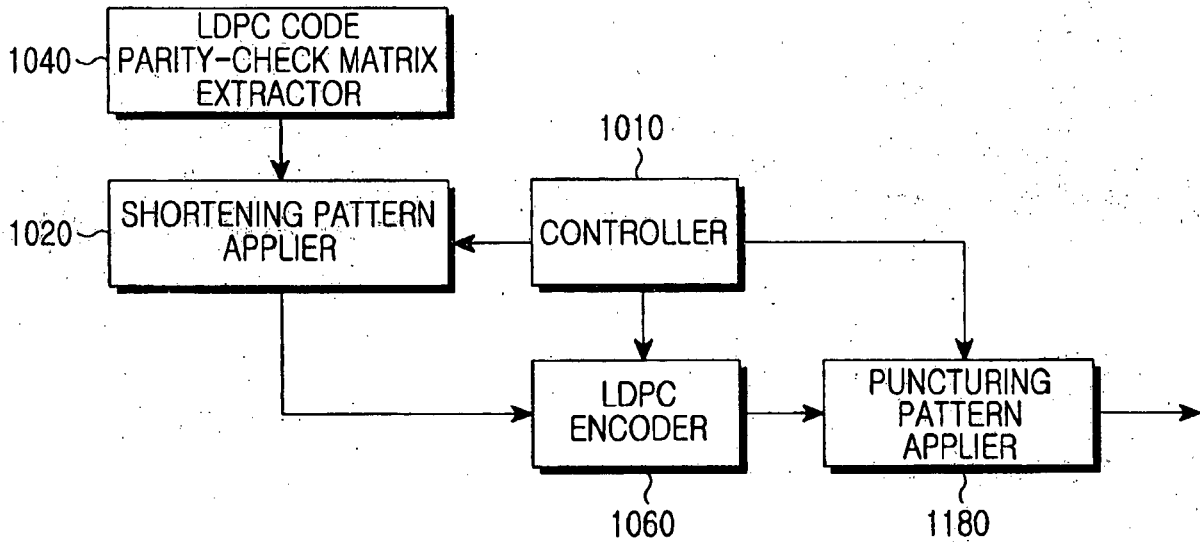 LDPC CODE
PARITY-CHECK MATRIX
EXTRACTOR
1040
1010
SHORTENING PATTERN
APPLIER
1020
CONTROLLER
LDPC
ENCODER
PUNCTURING
PATTERN
APPLIER
1060
1180